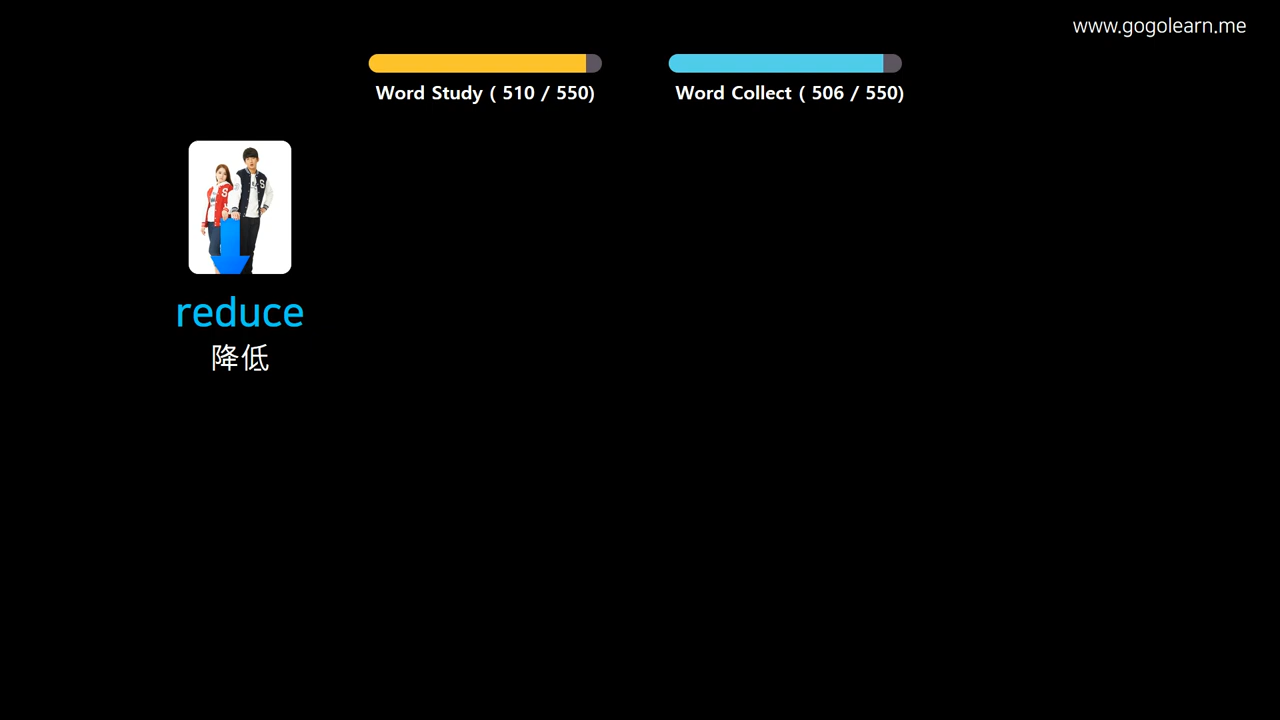 www.gogolearn.me
Word Study ( 510 / 550)
Word Collect ( 506 / 550)
S
S
reduce
降低